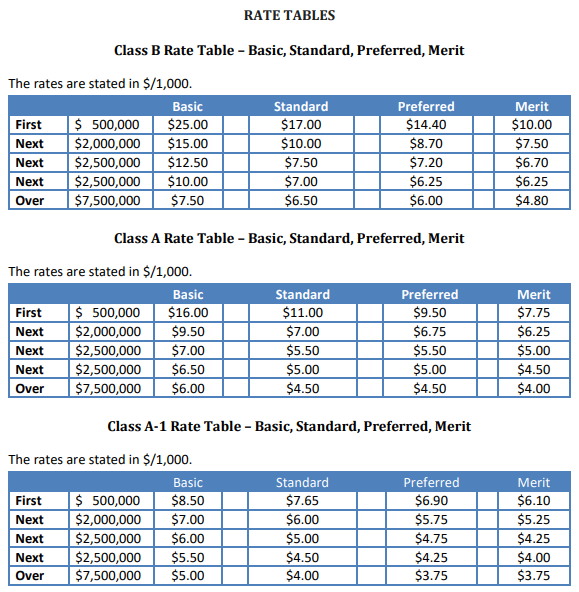 RATE TABLES
Class B Rate Table – Basic, Standard, Preferred, Merit
The rates are stated in $/1,000.
Basic Standard Preferred Merit
First $ 500,000 $25.00 $17.00 $14.40 $10.00
Next $2,000,000 $15.00 $10.00 $8.70 $7.50
Next $2,500,000 $12.50 $7.50 $7.20 $6.70
Next $2,500,000 $10.00 $7.00 $6.25 $6.25
Over $7,500,000 $7.50 $6.50 $6.00 $4.80
Class A Rate Table – Basic, Standard, Preferred, Merit
The rates are stated in $/1,000.
Basic Standard Preferred Merit
First $ 500,000 $16.00 $11.00 $9.50 $7.75
Next $2,000,000 $9.50 $7.00 $6.75 $6.25
Next $2,500,000 $7.00 $5.50 $5.50 $5.00
Next $2,500,000 $6.50 $5.00 $5.00 $4.50
Over $7,500,000 $6.00 $4.50 $4.50 $4.00
Class A-1 Rate Table – Basic, Standard, Preferred, Merit
The rates are stated in $/1,000.
Basic Standard Preferred Merit
First $ 500,000 $8.50 $7.65 $6.90 $6.10
Next $2,000,000 $7.00 $6.00 $5.75 $5.25
Next $2,500,000 $6.00 $5.00 $4.75 $4.25
Next $2,500,000 $5.50 $4.50 $4.25 $4.00
Over $7,500,000 $5.00 $4.00 $3.75 $3.75